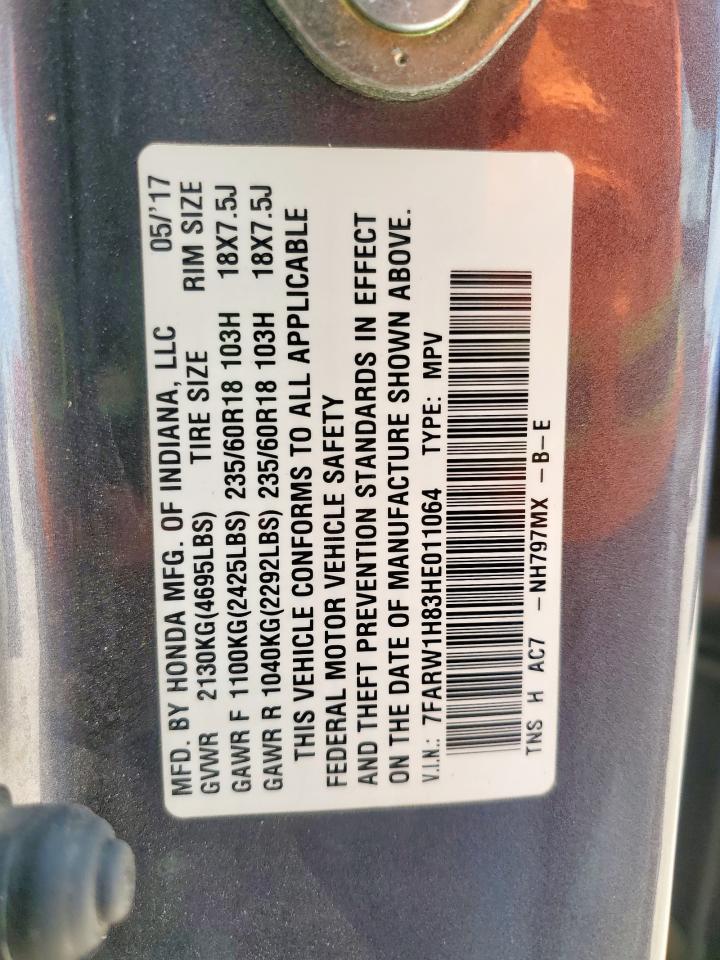 MFD. BY HONDA MFG. OF INDIANA, LLC 05/'17
GVWR 2130KG(4695LBS) TIRE SIZE RIM SIZE
GAWR F 1100KG(2425LBS) 235/60R18 103H 18X7.5J
GAWR R 1040KG(2292LBS) 235/60R18 103H 18X7.5J
THIS VEHICLE CONFORMS TO ALL APPLICABLE
FEDERAL MOTOR VEHICLE SAFETY
AND THEFT PREVENTION STANDARDS IN EFFECT
ON THE DATE OF MANUFACTURE SHOWN ABOVE.
V.I.N.: 7FARW1H83HE011064 TYPE: MPV
TNS H AC7 -NH797MX -B-E